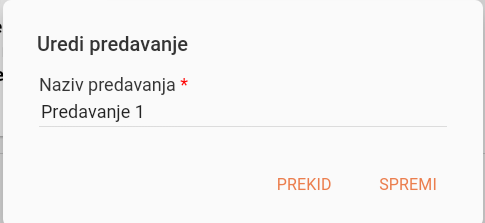 Uredi predavanje
Naziv predavanja *
Predavanje 1
PREKID SPREMI